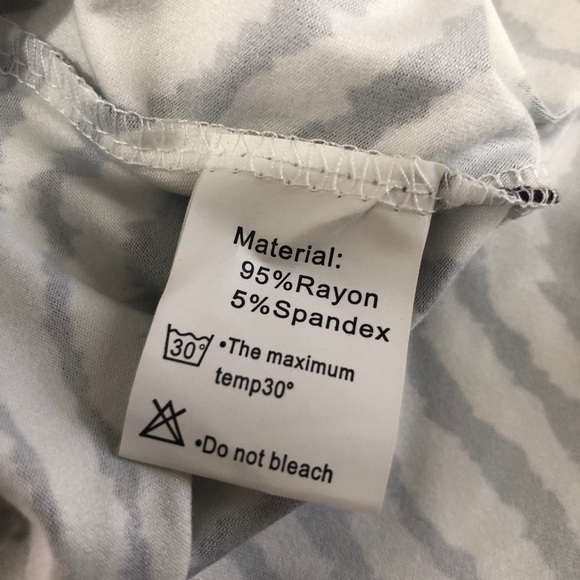 Material:
95%Rayon
5%Spandex
30° •The maximum
temp30°
•Do not bleach